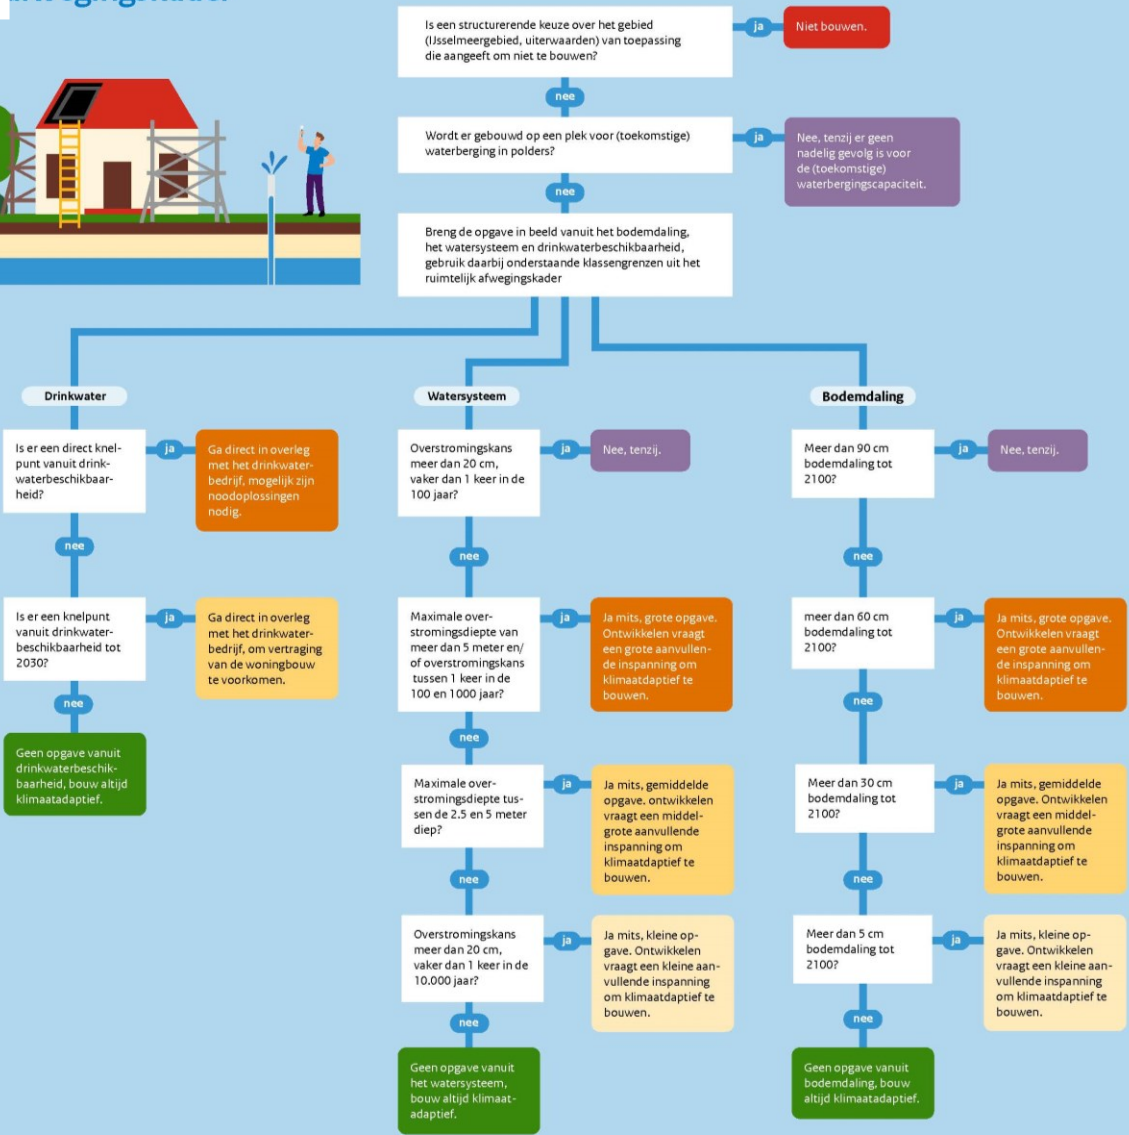 Is een structurerende keuze over het gebied
(IJsselmeergebied, uiterwaarden) van toepassing
die aangeeft om niet te bouwen?
ja
Niet bouwen.
nee
Wordt er gebouwd op een plek voor (toekomstige)
waterberging in polders?
ja
Nee, tenzij er geen
nadelig gevolg is voor
de (toekomstige)
waterbergingscapaciteit.
nee
Breng de opgave in beeld vanuit het bodemdaling,
het watersysteem en drinkwaterbeschikbaarheid,
gebruik daarbij onderstaande klassengrenzen uit het
ruimtelijk afwegingskader
Drinkwater
Is er een direct knel-
punt vanuit drink-
waterbeschikbaar-
heid?
ja
Ga direct in overleg
met het drinkwater-
bedrijf, mogelijk zijn
noodoplossingen
nodig.
nee
Is er een knelpunt
vanuit drinkwater-
beschikbaarheid tot
2030?
ja
Ga direct in overleg
met het drinkwater-
bedrijf, om vertraging
van de woningbouw
te voorkomen.
nee
Geen opgave vanuit
drinkwaterbeschik-
baarheid, bouw altijd
klimaatadaptief.
Watersysteem
Overstromingskans
meer dan 20 cm,
vaker dan 1 keer in de
100 jaar?
ja
Nee, tenzij.
nee
Maximale over-
stromingsdiepte van
meer dan 5 meter en/
of overstromingskans
tussen 1 keer in de
100 en 1000 jaar?
ja
Ja mits, grote opgave.
Ontwikkelen vraagt
een grote aanvullen-
de inspanning om
klimaatdaptief te
bouwen.
nee
Maximale over-
stromingsdiepte tus-
sen de 2.5 en 5 meter
diep?
ja
Ja mits, gemiddelde
opgave. ontwikkelen
vraagt een middel-
grote aanvullende
inspanning om
klimaatdaptief te
bouwen.
nee
Overstromingskans
meer dan 20 cm,
vaker dan 1 keer in de
10.000 jaar?
ja
Ja mits, kleine op-
gave. Ontwikkelen
vraagt een kleine aan-
vullende inspanning
om klimaatdaptief te
bouwen.
nee
Geen opgave vanuit
het watersysteem,
bouw altijd klimaat-
adaptief.
Bodemdaling
Meer dan 90 cm
bodemdaling tot
2100?
ja
Nee, tenzij.
nee
meer dan 60 cm
bodemdaling tot
2100?
ja
Ja mits, grote opgave.
Ontwikkelen vraagt
een grote aanvullen-
de inspanning om
klimaatdaptief te
bouwen.
nee
Meer dan 30 cm
bodemdaling tot
2100?
ja
Ja mits, gemiddelde
opgave. Ontwikkelen
vraagt een middel-
grote aanvullende
inspanning om
klimaatdaptief te
bouwen.
nee
Meer dan 5 cm
bodemdaling tot
2100?
ja
Ja mits, kleine op-
gave. Ontwikkelen
vraagt een kleine aan-
vullende inspanning
om klimaatdaptief te
bouwen.
nee
Geen opgave vanuit
bodemdaling, bouw
altijd klimaatadaptief.